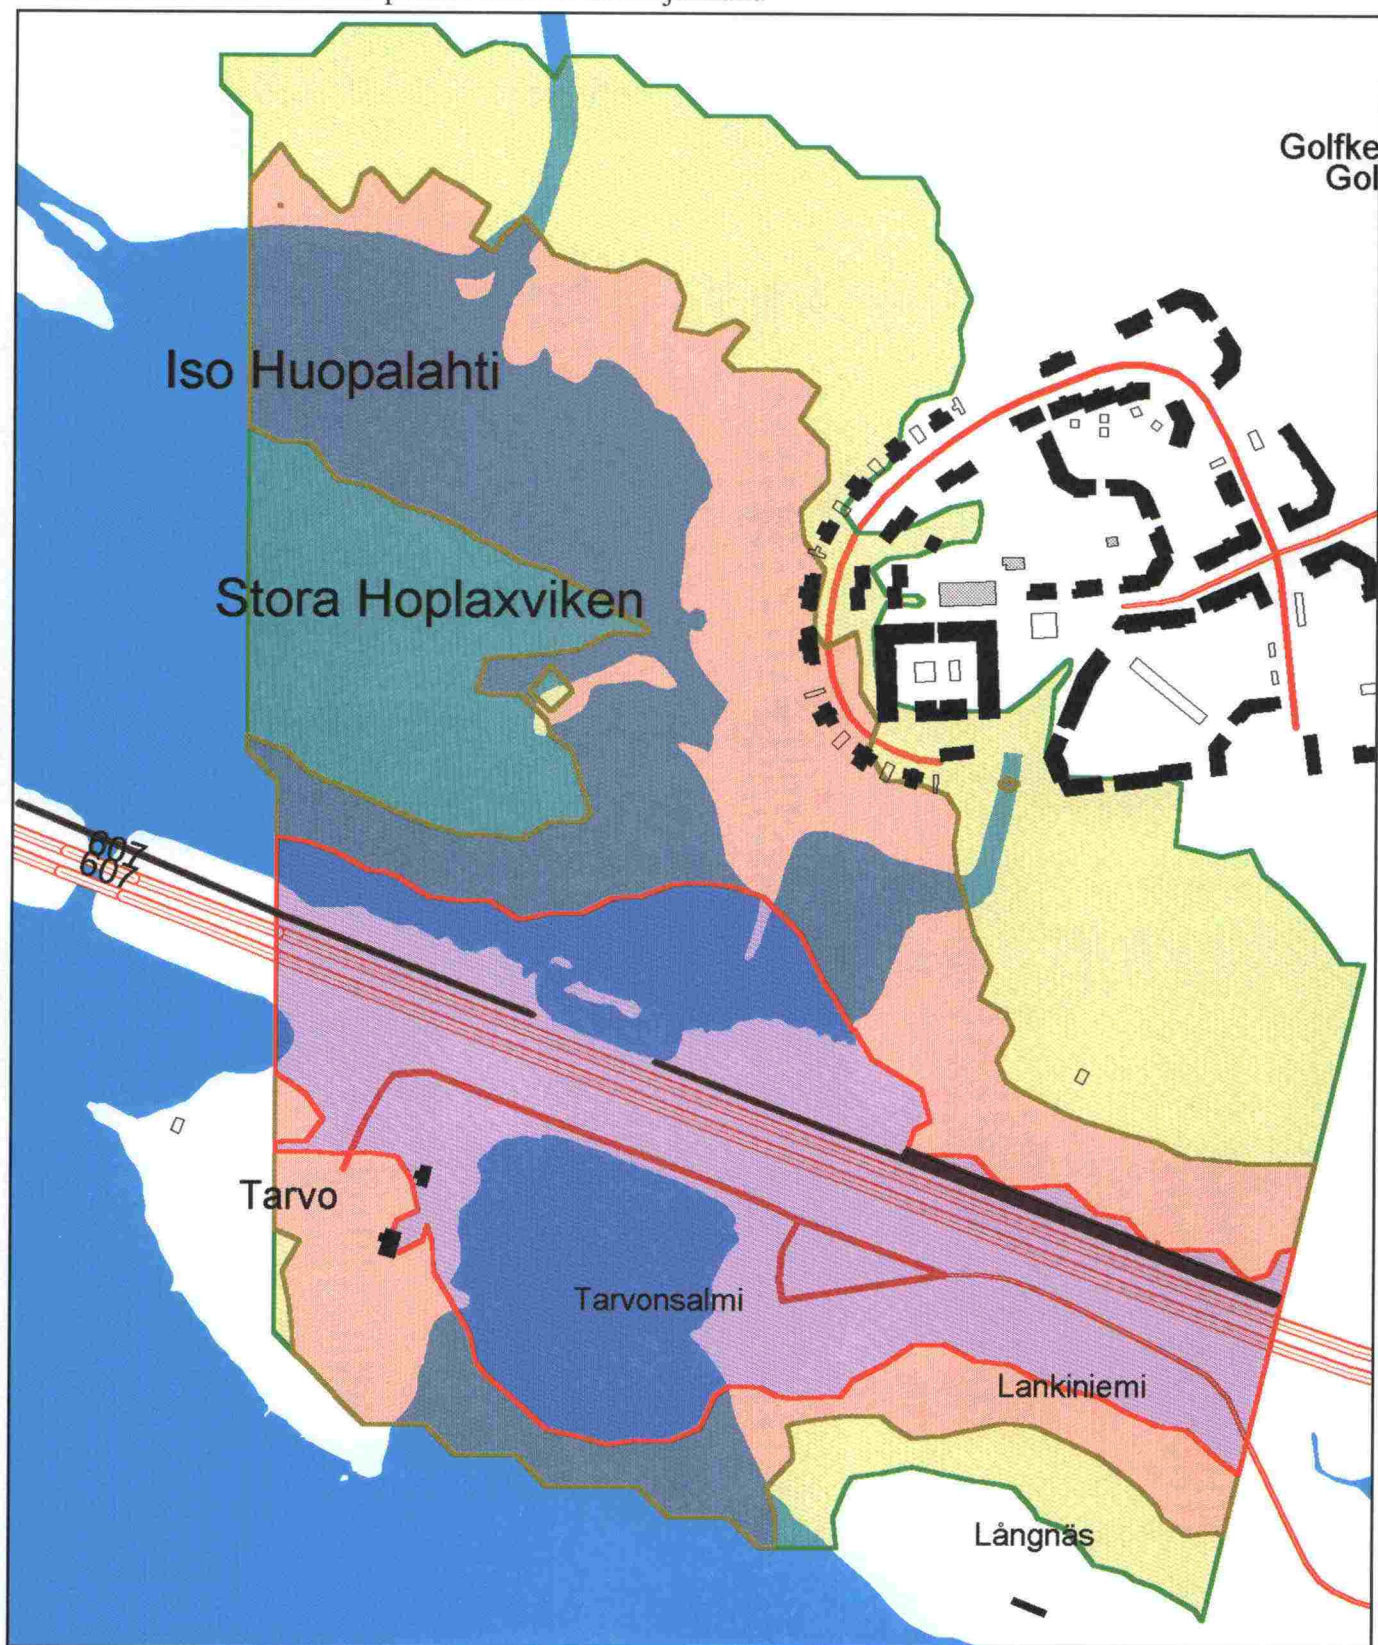 Golfke
Gol
Iso Huopalahti
Stora Hoplaxviken
607
607
Tarvo
Tarvonsalmi
Lankiniemi
Långnäs